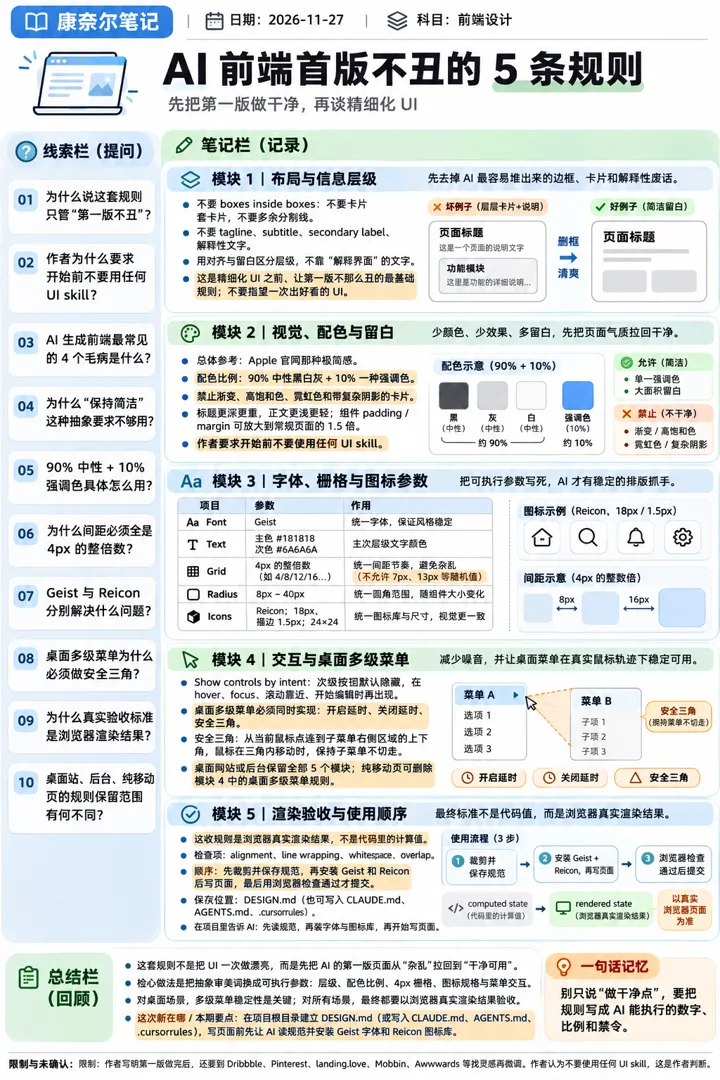 康奈尔笔记
日期：2026-11-27
科目：前端设计
AI 前端首版不丑的 5 条规则
先把第一版做干净，再谈精细化 UI
线索栏（提问）
01 为什么说这套规则
只管“第一版不丑”？
02 作者为什么要求
开始前不要用任何
UI skill？
03 AI 生成前端最常见
的 4 个毛病是什么？
04 为什么“保持简洁”
这种抽象要求不够用？
05 90% 中性 + 10%
强调色具体怎么用？
06 为什么间距必须全是
4px 的整倍数？
07 Geist 与 Reicon
分别解决什么问题？
08 桌面多级菜单为什么
必须做安全三角？
09 为什么真实验收标准
是浏览器渲染结果？
10 桌面站、后台、纯移动
页的规则保留范围
有何不同？
笔记栏（记录）
模块 1｜布局与信息层级
先去掉 AI 最容易堆出来的边框、卡片和解释性废话。
不要 boxes inside boxes：不要卡片
套卡片，不要多余分割线。
不要 tagline、subtitle、secondary label、
解释性文字。
用对齐与留白区分层级，不靠“解释界面”的文字。
这是精细化 UI 之前、让第一版不那么丑的最基础
规则；不要指望一次出好看的 UI。
坏例子（层层卡片+说明）
页面标题
这是一个页面的说明文字
功能模块
这里是功能的详细说明...
删框
清爽
好例子（简洁留白）
页面标题
模块 2｜视觉、配色与留白
少颜色、少效果、多留白，先把页面气质拉回干净。
总体参考：Apple 官网那种极简感。
配色比例：90% 中性黑白灰 + 10% 一种强调色。
禁止渐变、高饱和色、霓虹色和带复杂阴影的卡片。
标题更深更重，正文更浅更轻；组件 padding /
margin 可放大到常规页面的 1.5 倍。
作者要求开始前不要使用任何 UI skill。
配色示意（90% + 10%）
黑 灰 白 强调色
（中性） （中性） （中性） （10%）
约 90% 约 10%
允许（简洁）
单一强调色
大面积留白
禁止（不干净）
渐变 / 高饱和色
霓虹色 / 复杂阴影
Aa 模块 3｜字体、栅格与图标参数
把可执行参数写死，AI 才有稳定的排版抓手。
项目 参数 作用
Aa Font Geist 统一字体，保证风格稳定
T Text 主色 #181818
次色 #6A6A6A 主次层级文字颜色
Grid 4px 的整倍数
（如 4/8/12/16…） 统一间距节奏，避免杂乱
（不允许 7px、13px 等随机值）
Radius 8px – 40px 统一圆角范围，随组件大小变化
Icons Reicon；18px，
描边 1.5px；24×24 统一图标库与尺寸，视觉更一致
图标示例（Reicon、18px / 1.5px）
间距示意（4px 的整数倍）
8px 16px
模块 4｜交互与桌面多级菜单
减少噪音，并让桌面菜单在真实鼠标轨迹下稳定可用。
Show controls by intent：次级按钮默认隐藏，在
hover、focus、滚动靠近、开始编辑时再出现。
桌面多级菜单必须同时实现：开启延时、关闭延时、
安全三角。
安全三角：从当前鼠标点连到子菜单右侧区域的上下
角，鼠标在三角内移动时，保持子菜单不切走。
桌面网站或后台保留全部 5 个模块；纯移动页可删除
模块 4 中的桌面多级菜单规则。
菜单 A
选项 1
选项 2
选项 3
菜单 B
子项 1
子项 2
子项 3
安全三角
开启延时
关闭延时
安全三角
模块 5｜渲染验收与使用顺序
最终标准不是代码值，而是浏览器真实渲染结果。
这收规则是浏览器真实渲染结果，不是代码里的计算值。
检查项：alignment、line wrapping、whitespace、overlap。
顺序：先裁剪并保存规范，再安装 Geist 和 Reicon
后写页面，最后用浏览器检查通过才提交。
保存位置：DESIGN.md（也可写入 CLAUDE.md、
AGENTS.md、.cursorrules）。
在项目里告诉 AI：先读规范，再装字体与图标库，再开始写页面。
使用流程（3 步）
1 裁剪并
保存规范
2 安装 Geist +
Reicon，再写页面
3 浏览器检查
通过后提交
</> computed state
（代码里的计算值）
rendered state
（浏览器真实渲染结果）
以真实
浏览器页面
为准
总结栏
（回顾）
这套规则不是把 UI 一次做漂亮，而是先把 AI 的第一版页面从“杂乱”拉回到“干净可用”。
检心做法是把抽象审美词换成可执行参数：层级、配色比例、4px 栅格、图标规格与菜单交互。
对桌面场景，多级菜单稳定性是关键；对所有场景，最终都要以浏览器真实渲染结果验收。
这次新在哪 / 本期要点：在项目根目录建立 DESIGN.md（或写入 CLAUDE.md、AGENTS.md、
.cursorrules），写页面前先让 AI 读规范并安装 Geist 字体和 Reicon 图标库。
一句话记忆
别只说“做干净点”，要把
规则写成 AI 能执行的数字、
比例和禁令。
限制与未确认：限制：作者写明第一版做完后，还要到 Dribbble、Pinterest、landing.love、Mobbin、Awwwards 等找灵感再微调。作者认为不要使用任何 UI skill，这是作者判断。